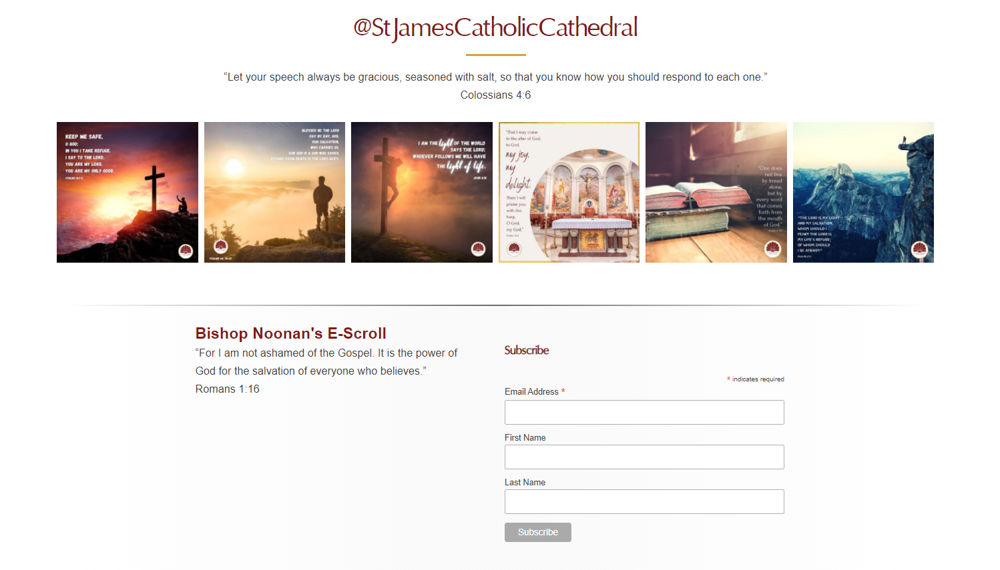 @StJamesCatholicCathedral
“Let your speech always be gracious, seasoned with salt, so that you know how you should respond to each one.”
Colossians 4:6
KEEP ME SAFE,
O GOD;
IN YOU I TAKE REFUGE.
I SAY TO THE LORD,
YOU ARE MY LORD,
YOU ARE MY ONLY GOOD.
BLESSED BE THE LORD
DAY BY DAY, GOD,
OUR SALVATION,
WHO CARRIES US.
OUR GOD IS A GOD WHO SAVES;
ESCAPE FROM DEATH IS THE LORD GOD'S.
I AM THE light OF THE WORLD
SAYS THE LORD;
WHOEVER FOLLOWS ME WILL HAVE
THE light of life.
JOHN 8:12
"That I may come
to the altar of God,
to God,
my joy,
my
delight.
Then I will
praise you
with the
harp,
O God,
my God."
"One does
not live
by bread
alone,
but by
every word
that comes
forth from
the mouth
of God."
"THE LORD IS MY LIGHT
AND MY SALVATION;
WHOM SHOULD I
FEAR? THE LORD IS
MY LIFE'S REFUGE;
OF WHOM SHOULD
I BE AFRAID?"
Bishop Noonan's E-Scroll
“For I am not ashamed of the Gospel. It is the power of
God for the salvation of everyone who believes.”
Romans 1:16
Subscribe
* indicates required
Email Address *
First Name
Last Name
Subscribe